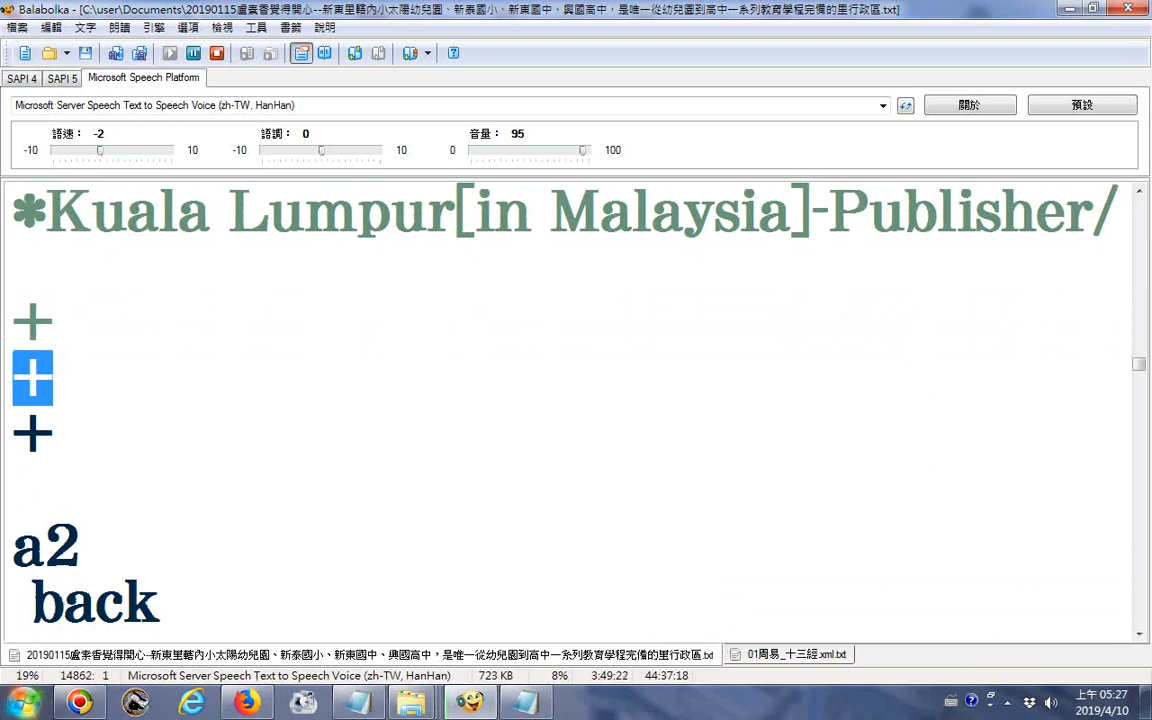 Balabolka - [C:\user\Documents\20190115盧素香覺得開心--新東里轄內小太陽幼兒園、新泰國小、新東國中、興國高中，是唯一從幼兒園到高中一系列教育學程完備的里行政區.txt]
檔案 編輯 文字 朗讀 引擎 選項 檢視 工具 書籤 說明
SAPI 4 SAPI 5 Microsoft Speech Platform
Microsoft Server Speech Text to Speech Voice (zh-TW, HanHan) 關於 預設
語速： -2 語調： 0 音量： 95
-10 10 -10 10 0 100
*Kuala Lumpur[in Malaysia]-Publisher/
+
+
+
a2
back
20190115盧素香覺得開心--新東里轄內小太陽幼兒園、新泰國小、新東國中、興國高中，是唯一從幼兒園到高中一系列教育學程完備的里行政區.txt 01周易_十三經.xml.txt
19% 14862: 1 Microsoft Server Speech Text to Speech Voice (zh-TW, HanHan) 723 KB 8% 3:49:22 44:37:18
上午 05:27
2019/4/10